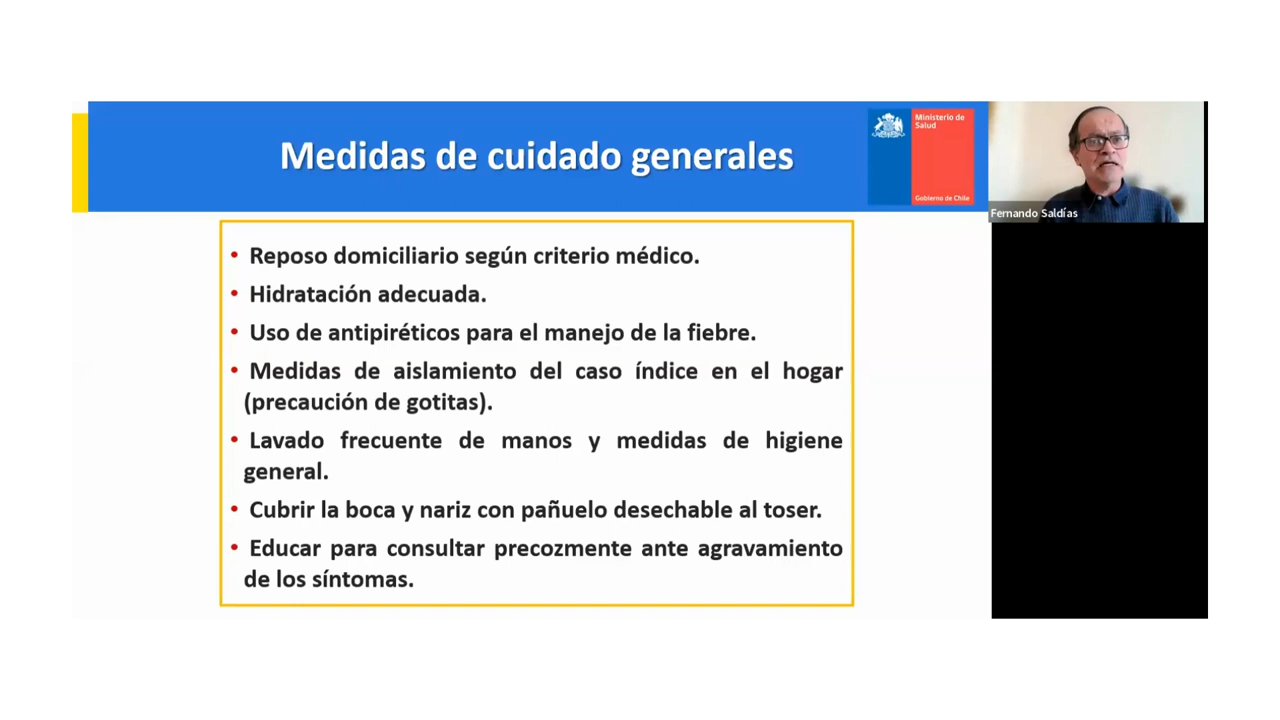 Medidas de cuidado generales
Ministerio de
Salud
Gobierno de Chile
Fernando Saldías
• Reposo domiciliario según criterio médico.
• Hidratación adecuada.
• Uso de antipiréticos para el manejo de la fiebre.
• Medidas de aislamiento del caso índice en el hogar
(precaución de gotitas).
• Lavado frecuente de manos y medidas de higiene
general.
• Cubrir la boca y nariz con pañuelo desechable al toser.
• Educar para consultar precozmente ante agravamiento
de los síntomas.